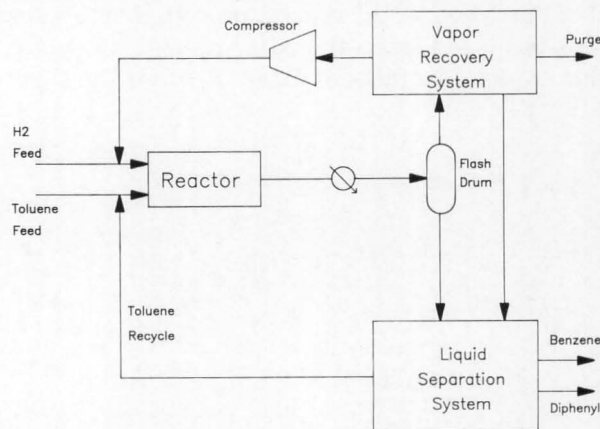 Compressor
Vapor
Recovery
System
Purge
H2
Feed
Reactor
Flash
Drum
Toluene
Feed
Toluene
Recycle
Liquid
Separation
System
Benzene
Diphenyl